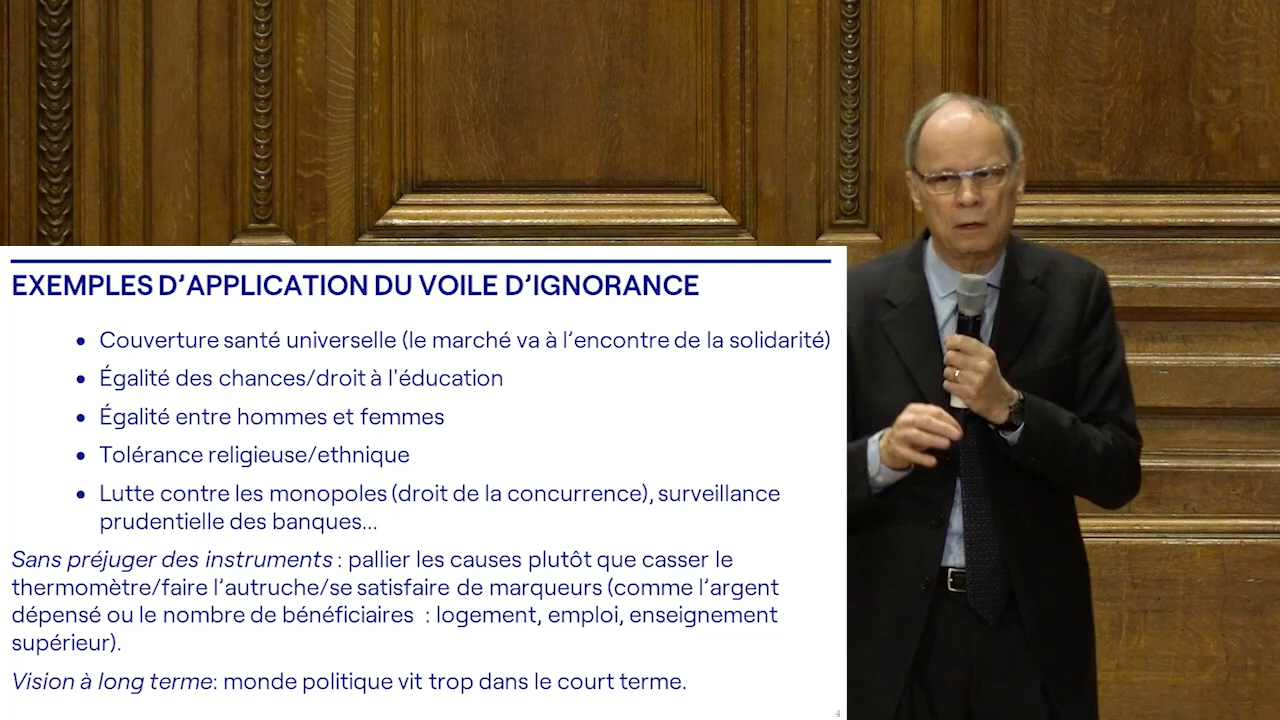 EXEMPLES D’APPLICATION DU VOILE D’IGNORANCE
• Couverture santé universelle (le marché va à l’encontre de la solidarité)
• Égalité des chances/droit à l'éducation
• Égalité entre hommes et femmes
• Tolérance religieuse/ethnique
• Lutte contre les monopoles (droit de la concurrence), surveillance
prudentielle des banques...
Sans préjuger des instruments : pallier les causes plutôt que casser le
thermomètre/faire l’autruche/se satisfaire de marqueurs (comme l’argent
dépensé ou le nombre de bénéficiaires : logement, emploi, enseignement
supérieur).
Vision à long terme: monde politique vit trop dans le court terme.
4